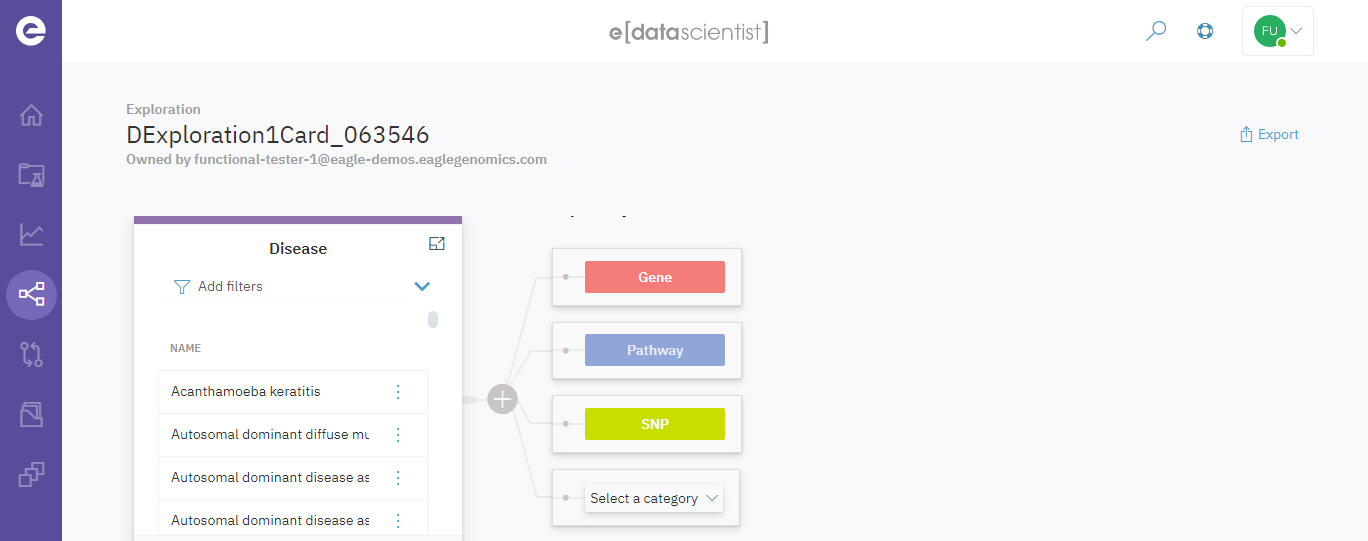 e[datascientist]
FU
Exploration
DExploration1Card_063546
Owned by functional-tester-1@eagle-demos.eaglegenomics.com
Export
Disease
Add filters
NAME
Acanthamoeba keratitis
Autosomal dominant diffuse mu
Autosomal dominant disease as
Autosomal dominant disease as
Gene
Pathway
SNP
Select a category